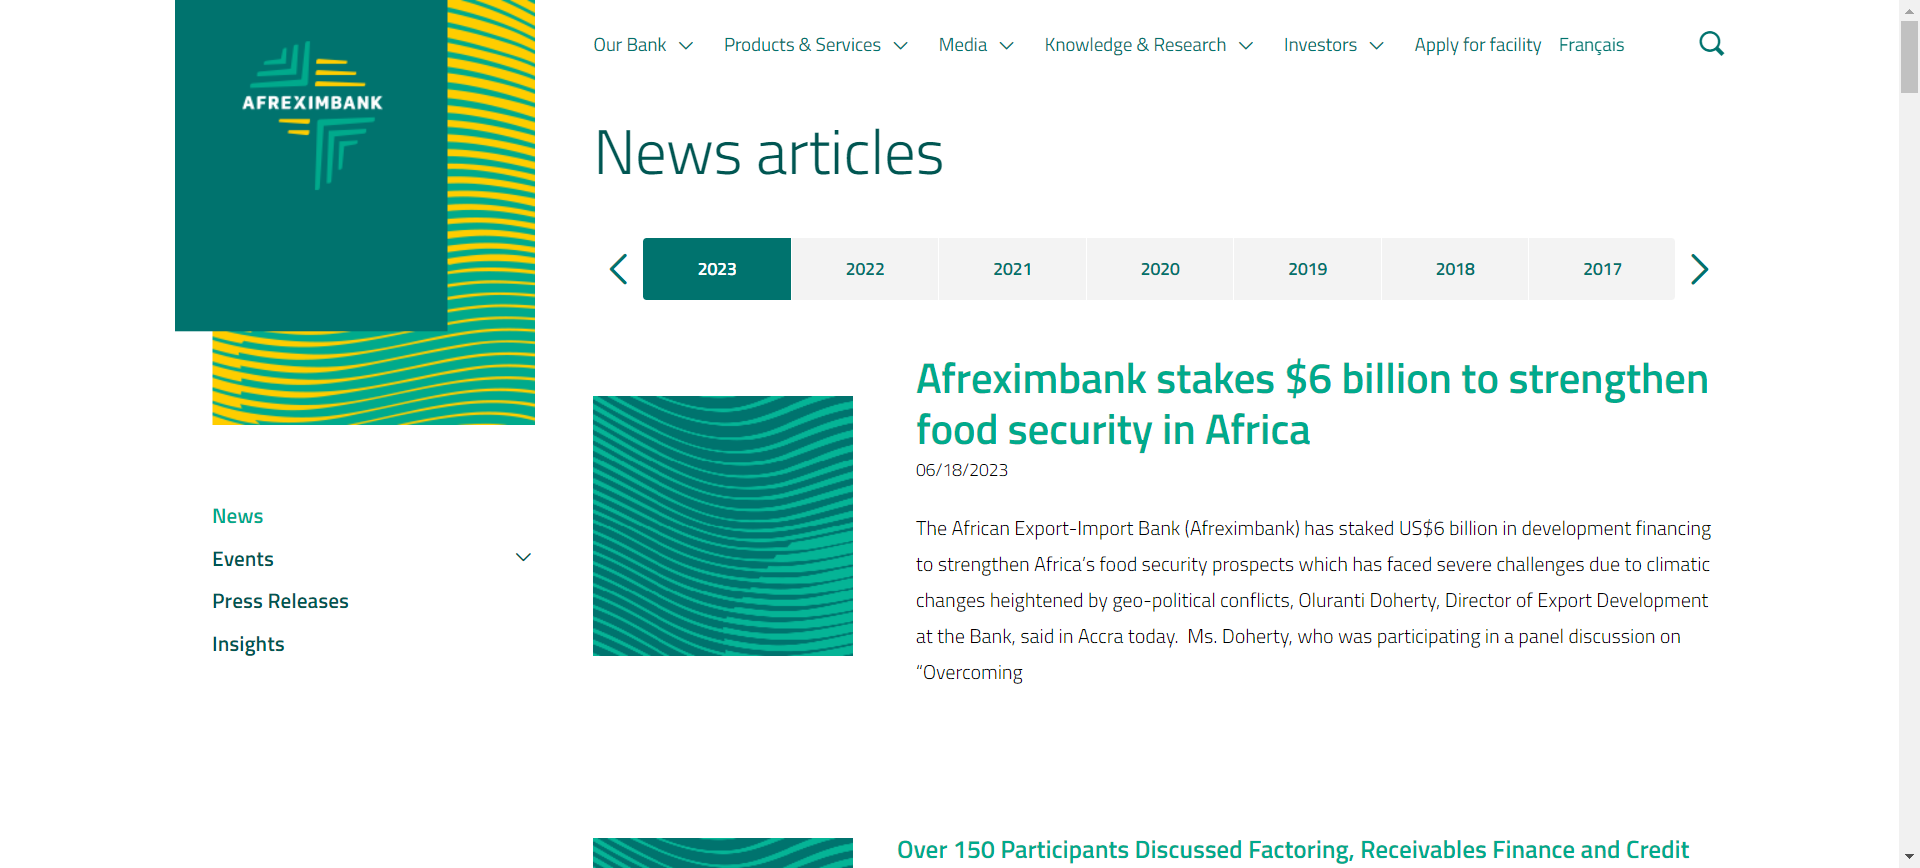 AFREXIMBANK
Our Bank
Products & Services
Media
Knowledge & Research
Investors
Apply for facility
Français
News articles
2023
2022
2021
2020
2019
2018
2017
Afreximbank stakes $6 billion to strengthen
food security in Africa
06/18/2023
The African Export-Import Bank (Afreximbank) has staked US$6 billion in development financing
to strengthen Africa’s food security prospects which has faced severe challenges due to climatic
changes heightened by geo-political conflicts, Oluranti Doherty, Director of Export Development
at the Bank, said in Accra today.  Ms. Doherty, who was participating in a panel discussion on
“Overcoming
News
Events
Press Releases
Insights
Over 150 Participants Discussed Factoring, Receivables Finance and Credit